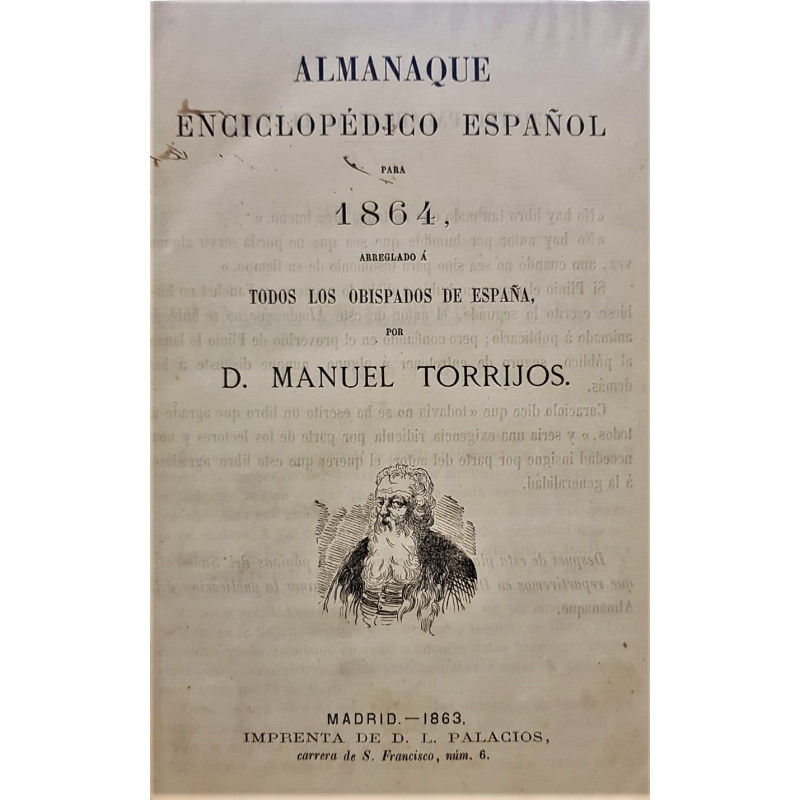 ALMANAQUE
ENCICLOPÉDICO ESPAÑOL
PARA
1864,
ARREGLADO Á
TODOS LOS OBISPADOS DE ESPAÑA,
POR
D. MANUEL TORRIJOS.
MADRID.—1863.
IMPRENTA DE D. L. PALACIOS,
carrera de S. Francisco, núm. 6.